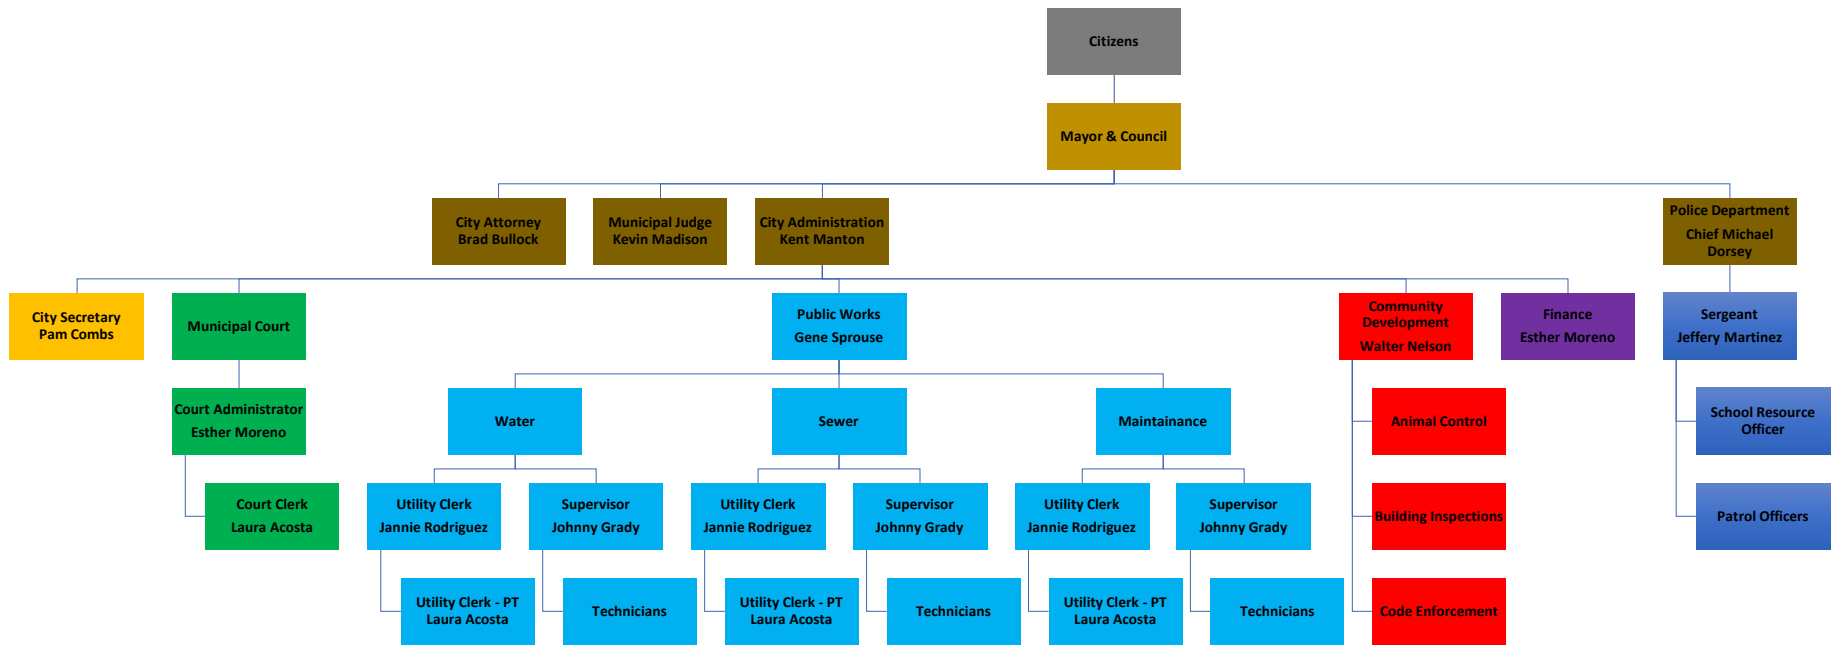 Citizens
Mayor & Council
City Attorney
Brad Bullock
Municipal Judge
Kevin Madison
City Administration
Kent Manton
Police Department
Chief Michael
Dorsey
City Secretary
Pam Combs
Municipal Court
Public Works
Gene Sprouse
Community
Development
Walter Nelson
Finance
Esther Moreno
Sergeant
Jeffery Martinez
Court Administrator
Esther Moreno
Water
Sewer
Maintainance
Animal Control
School Resource
Officer
Court Clerk
Laura Acosta
Utility Clerk
Jannie Rodriguez
Supervisor
Johnny Grady
Utility Clerk
Jannie Rodriguez
Supervisor
Johnny Grady
Utility Clerk
Jannie Rodriguez
Supervisor
Johnny Grady
Building Inspections
Patrol Officers
Utility Clerk - PT
Laura Acosta
Technicians
Utility Clerk - PT
Laura Acosta
Technicians
Utility Clerk - PT
Laura Acosta
Technicians
Code Enforcement